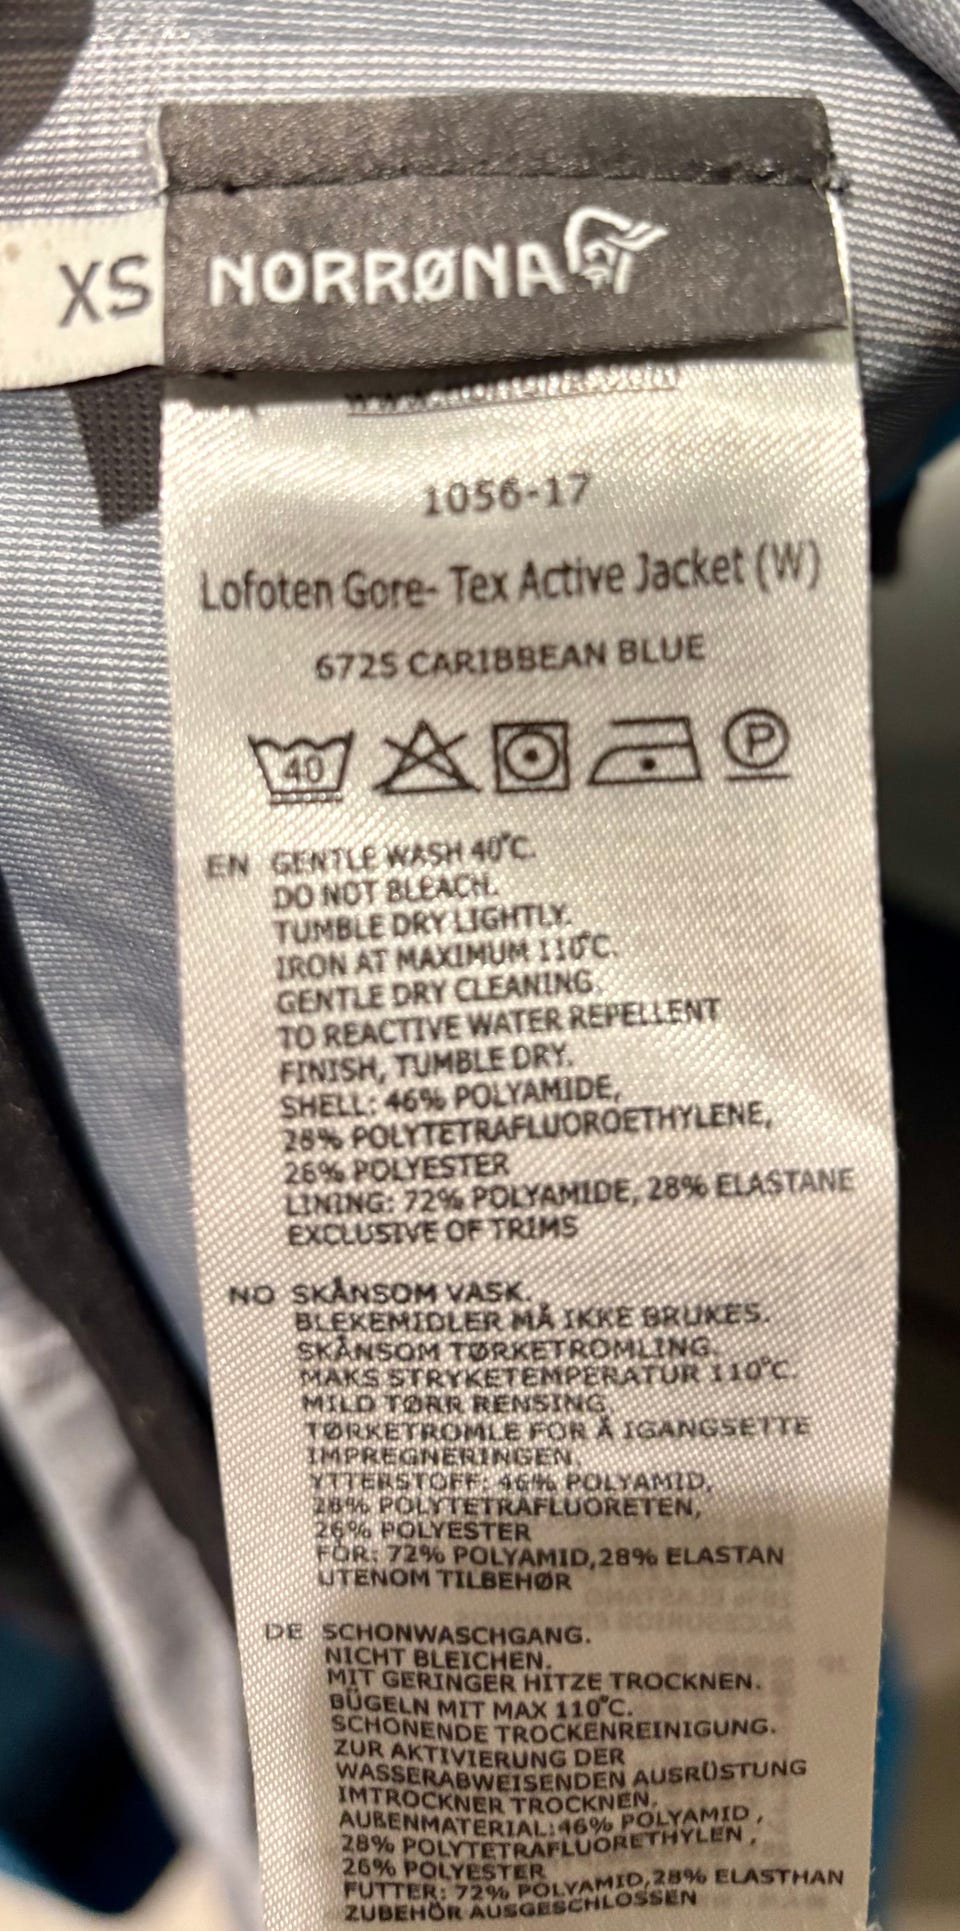 XS
NORRØNA
www.norrona.com
1056-17
Lofoten Gore- Tex Active Jacket (W)
6725 CARIBBEAN BLUE
40 P
EN GENTLE WASH 40°C.
DO NOT BLEACH.
TUMBLE DRY LIGHTLY.
IRON AT MAXIMUM 110°C.
GENTLE DRY CLEANING.
TO REACTIVE WATER REPELLENT
FINISH, TUMBLE DRY.
SHELL: 46% POLYAMIDE,
28% POLYTETRAFLUOROETHYLENE,
26% POLYESTER
LINING: 72% POLYAMIDE, 28% ELASTANE
EXCLUSIVE OF TRIMS
NO SKÅNSOM VASK.
BLEKEMIDLER MÅ IKKE BRUKES.
SKÅNSOM TØRKETROMLING.
MAKS STRYKETEMPERATUR 110°C.
MILD TØRR RENSING.
TØRKETROMLE FOR Å IGANGSETTE
IMPREGNERINGEN.
YTTERSTOFF: 46% POLYAMID,
28% POLYTETRAFLUORETEN,
26% POLYESTER
FÔR: 72% POLYAMID,28% ELASTAN
UTENOM TILBEHØR
DE SCHONWASCHGANG.
NICHT BLEICHEN.
MIT GERINGER HITZE TROCKNEN.
BÜGELN MIT MAX 110°C.
SCHONENDE TROCKENREINIGUNG.
ZUR AKTIVIERUNG DER
WASSERABWEISENDEN AUSRÜSTUNG
IMTROCKNER TROCKNEN.
AUßENMATERIAL:46% POLYAMID ,
28% POLYTETRAFLUORETHYLEN ,
26% POLYESTER
FUTTER: 72% POLYAMID,28% ELASTHAN
ZUBEHÖR AUSGESCHLOSSEN